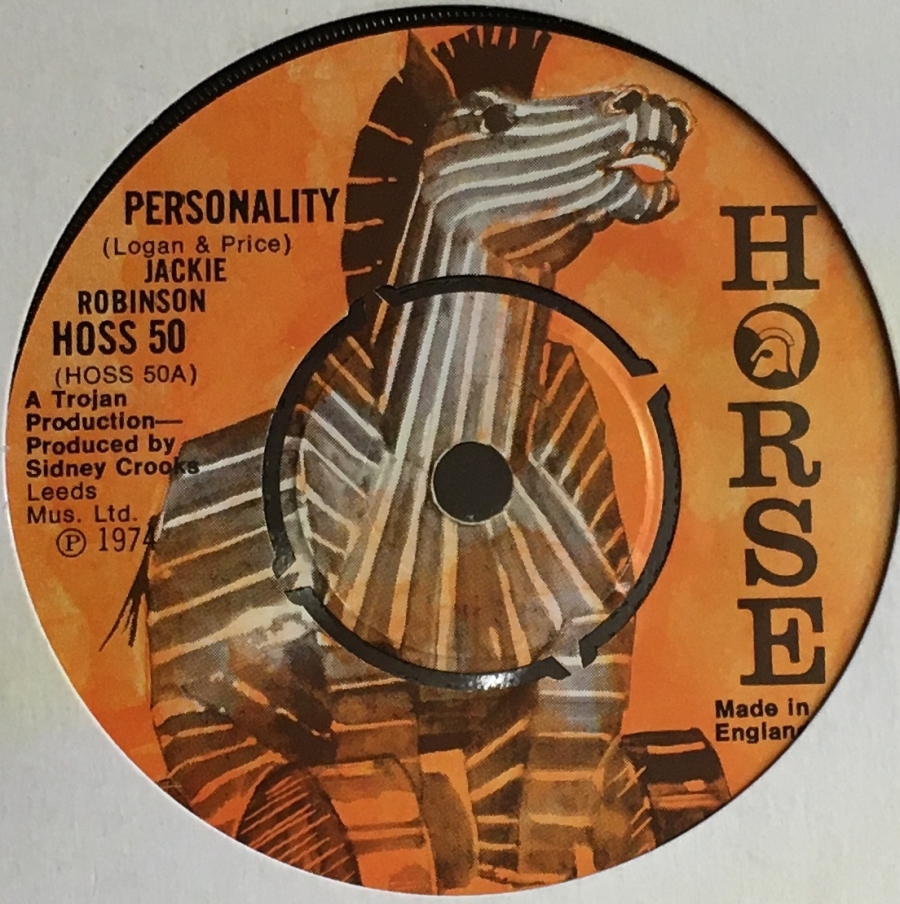 PERSONALITY
(Logan & Price)
JACKIE
ROBINSON
HOSS 50
(HOSS 50A)
A Trojan
Production—
Produced by
Sidney Crooks
Leeds
Mus. Ltd.
℗ 1974
HORSE
Made in
England